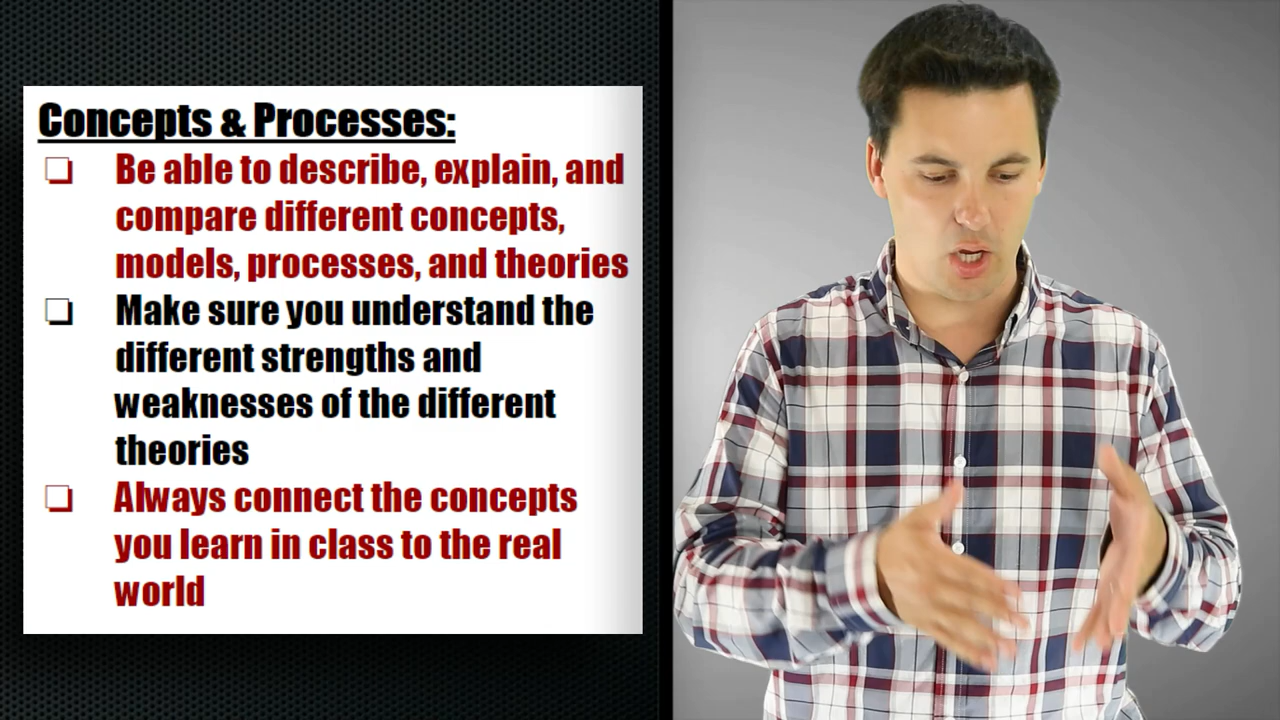 Concepts & Processes:
❏ Be able to describe, explain, and
compare different concepts,
models, processes, and theories
❏ Make sure you understand the
different strengths and
weaknesses of the different
theories
❏ Always connect the concepts
you learn in class to the real
world